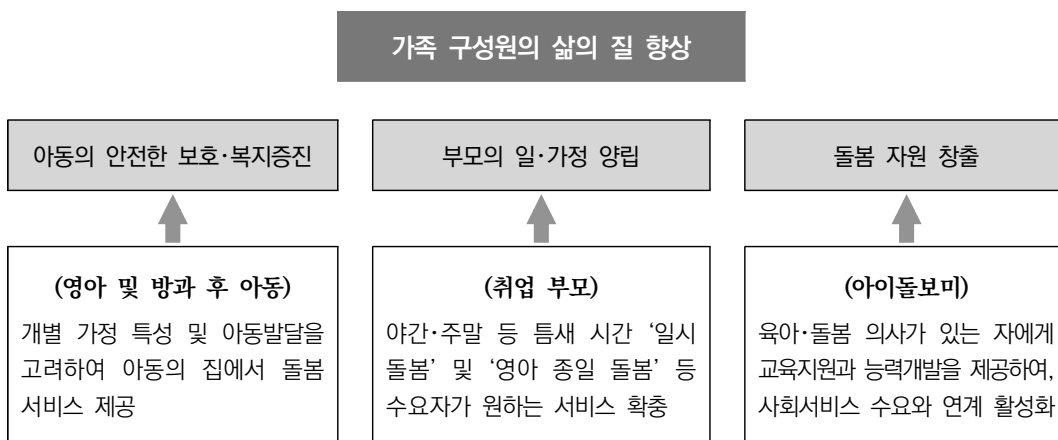 가족 구성원의 삶의 질 향상
아동의 안전한 보호·복지증진
부모의 일·가정 양립
돌봄 자원 창출
(영아 및 방과 후 아동)
개별 가정 특성 및 아동발달을
고려하여 아동의 집에서 돌봄
서비스 제공
(취업 부모)
야간·주말 등 틈새 시간 ‘일시
돌봄’ 및 ‘영아 종일 돌봄’ 등
수요자가 원하는 서비스 확충
(아이돌보미)
육아·돌봄 의사가 있는 자에게
교육지원과 능력개발을 제공하여,
사회서비스 수요와 연계 활성화